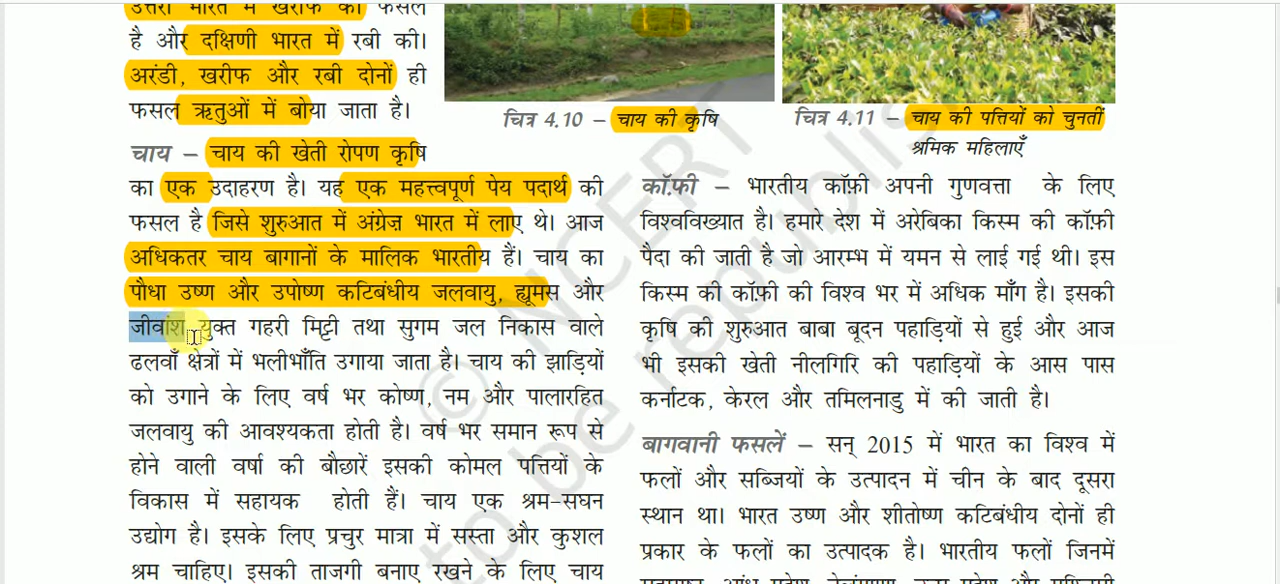 उत्तरी भारत में खरीफ की फसल
है और दक्षिणी भारत में रबी की।
अरंडी, खरीफ और रबी दोनों ही
फसल ऋतुओं में बोया जाता है।
चाय – चाय की खेती रोपण कृषि
का एक उदाहरण है। यह एक महत्त्वपूर्ण पेय पदार्थ की
फसल है जिसे शुरुआत में अंग्रेज़ भारत में लाए थे। आज
अधिकतर चाय बागानों के मालिक भारतीय हैं। चाय का
पौधा उष्ण और उपोष्ण कटिबंधीय जलवायु, ह्यूमस और
जीवांश युक्त गहरी मिट्टी तथा सुगम जल निकास वाले
ढलवाँ क्षेत्रों में भलीभाँति उगाया जाता है। चाय की झाड़ियों
को उगाने के लिए वर्ष भर कोष्ण, नम और पालारहित
जलवायु की आवश्यकता होती है। वर्ष भर समान रूप से
होने वाली वर्षा की बौछारें इसकी कोमल पत्तियों के
विकास में सहायक होती हैं। चाय एक श्रम-सघन
उद्योग है। इसके लिए प्रचुर मात्रा में सस्ता और कुशल
श्रम चाहिए। इसकी ताजगी बनाए रखने के लिए चाय
चित्र 4.10 – चाय की कृषि
चित्र 4.11 – चाय की पत्तियों को चुनतीं
श्रमिक महिलाएँ
कॉफ़ी – भारतीय कॉफ़ी अपनी गुणवत्ता के लिए
विश्वविख्यात है। हमारे देश में अरेबिका किस्म की कॉफ़ी
पैदा की जाती है जो आरम्भ में यमन से लाई गई थी। इस
किस्म की कॉफ़ी की विश्व भर में अधिक माँग है। इसकी
कृषि की शुरुआत बाबा बूदन पहाड़ियों से हुई और आज
भी इसकी खेती नीलगिरि की पहाड़ियों के आस पास
कर्नाटक, केरल और तमिलनाडु में की जाती है।
बागवानी फसलें – सन् 2015 में भारत का विश्व में
फलों और सब्जियों के उत्पादन में चीन के बाद दूसरा
स्थान था। भारत उष्ण और शीतोष्ण कटिबंधीय दोनों ही
प्रकार के फलों का उत्पादक है। भारतीय फलों जिनमें
© NCERT
to be republis